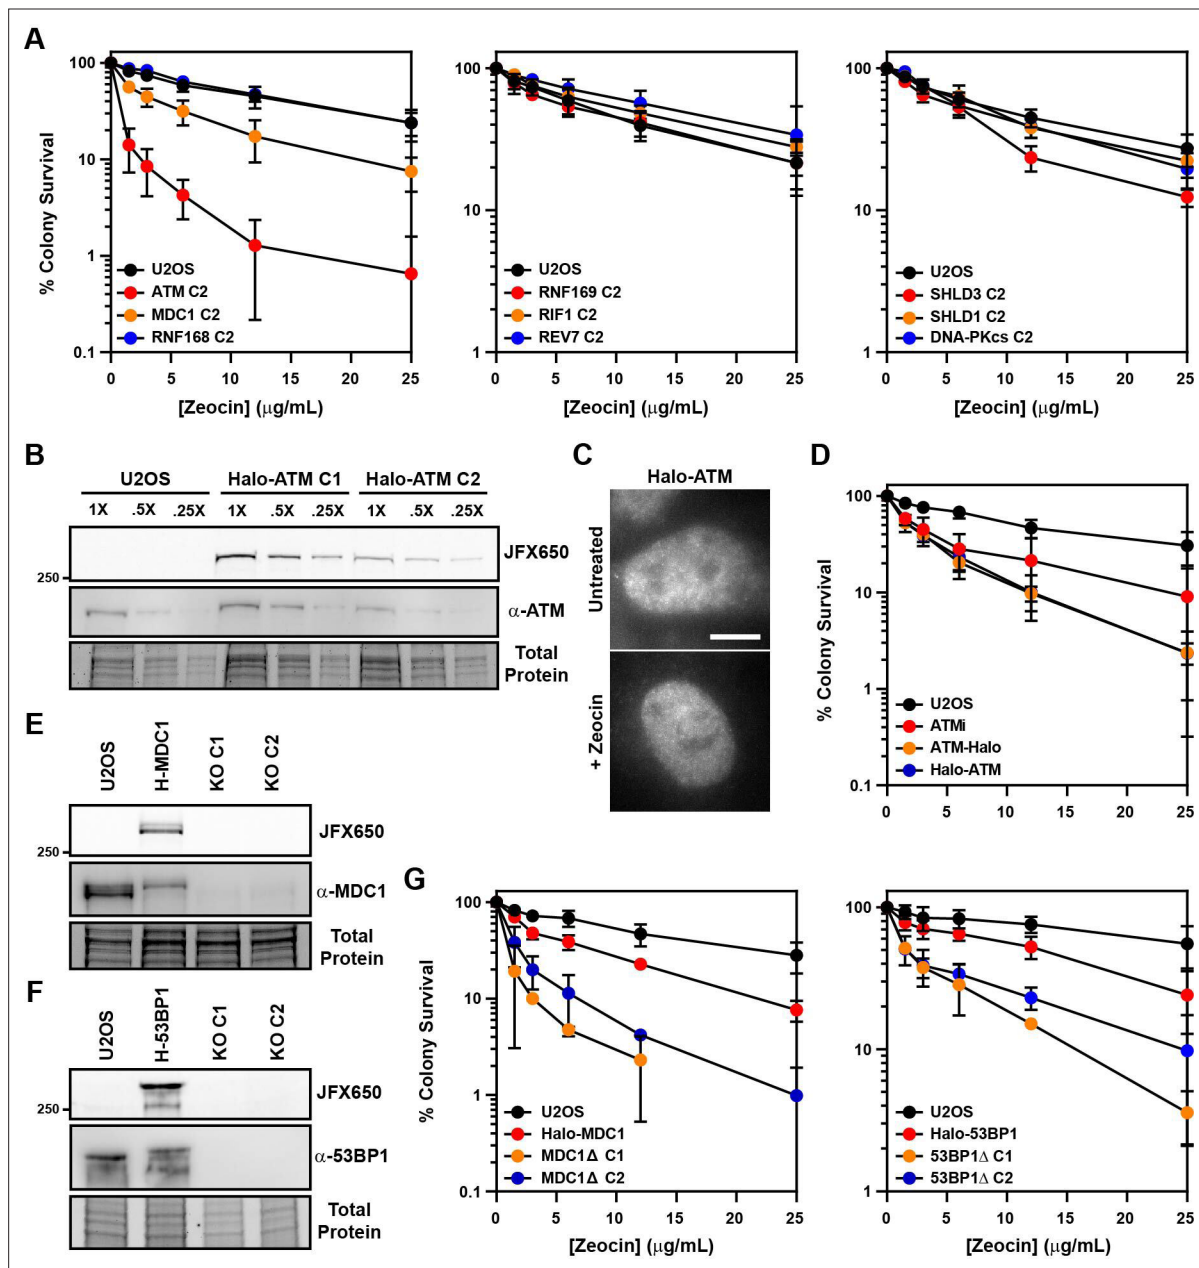 A
% Colony Survival
100
10
1
0.1
U2OS
ATM C2
MDC1 C2
RNF168 C2
0 5 10 15 20 25
[Zeocin] (μg/mL)
100
10
1
U2OS
RNF169 C2
RIF1 C2
REV7 C2
0 5 10 15 20 25
[Zeocin] (μg/mL)
100
10
1
U2OS
SHLD3 C2
SHLD1 C2
DNA-PKcs C2
0 5 10 15 20 25
[Zeocin] (μg/mL)
B
U2OS Halo-ATM C1 Halo-ATM C2
1X .5X .25X 1X .5X .25X 1X .5X .25X
250
JFX650
α-ATM
Total
Protein
C
Halo-ATM
Untreated
+ Zeocin
D
% Colony Survival
100
10
1
0.1
U2OS
ATMi
ATM-Halo
Halo-ATM
0 5 10 15 20 25
[Zeocin] (μg/mL)
E
U2OS
H-MDC1
KO C1
KO C2
250
JFX650
α-MDC1
Total
Protein
F
U2OS
H-53BP1
KO C1
KO C2
250
JFX650
α-53BP1
Total
Protein
G
% Colony Survival
100
10
1
0.1
U2OS
Halo-MDC1
MDC1Δ C1
MDC1Δ C2
0 5 10 15 20 25
[Zeocin] (μg/mL)
100
10
1
U2OS
Halo-53BP1
53BP1Δ C1
53BP1Δ C2
0 5 10 15 20 25
[Zeocin] (μg/mL)